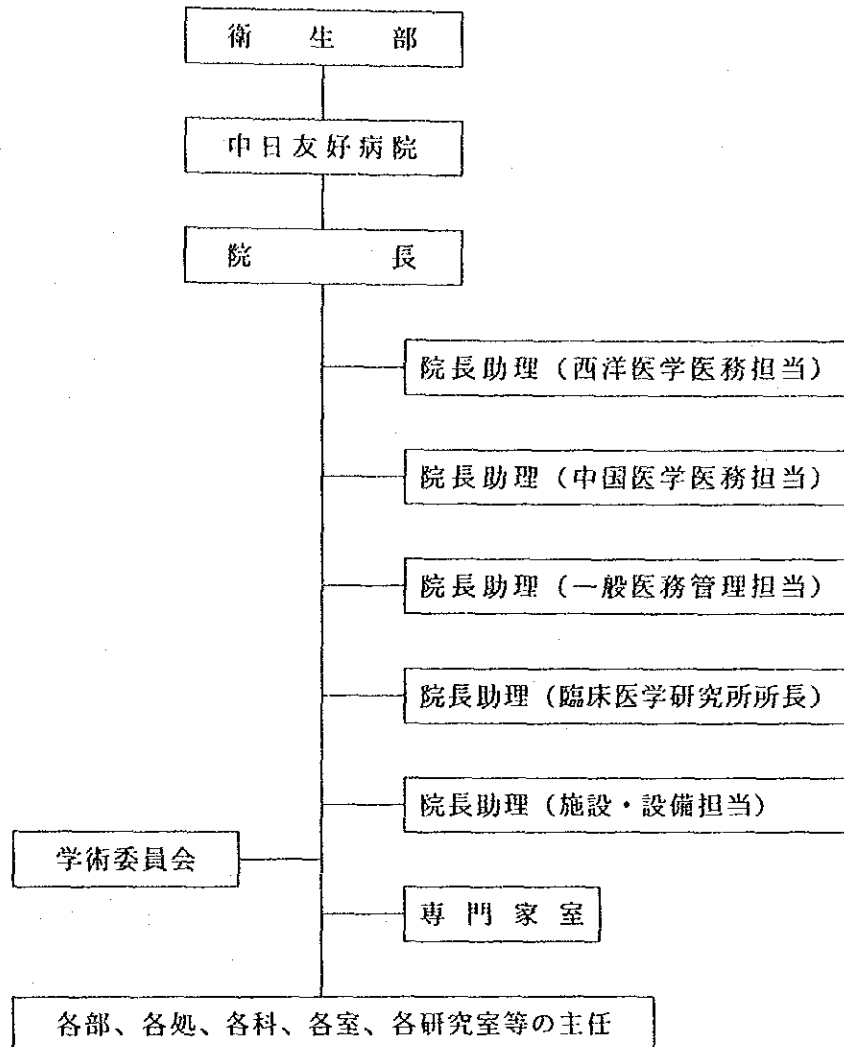 衛生部
中日友好病院
院長
院長助理（西洋医学医務担当）
院長助理（中国医学医務担当）
院長助理（一般医務管理担当）
院長助理（臨床医学研究所所長）
院長助理（施設・設備担当）
学術委員会
専門家室
各部、各処、各科、各室、各研究室等の主任